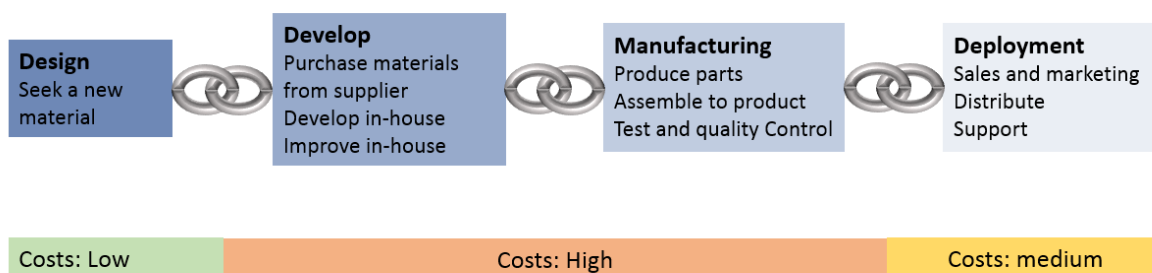 Design
Seek a new
material
Develop
Purchase materials
from supplier
Develop in-house
Improve in-house
Manufacturing
Produce parts
Assemble to product
Test and quality Control
Deployment
Sales and marketing
Distribute
Support
Costs: Low
Costs: High
Costs: medium